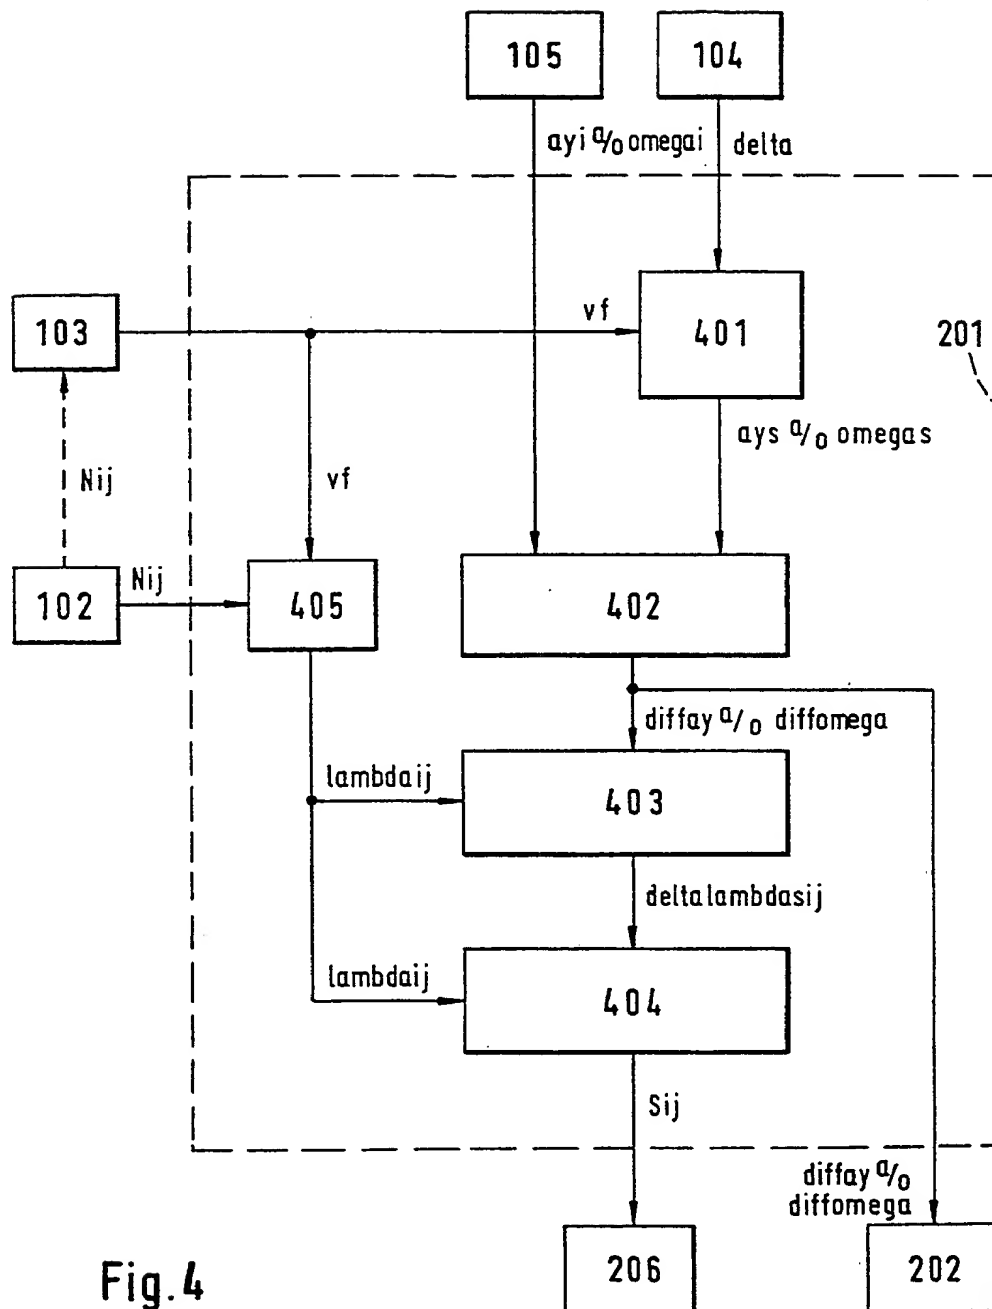 105
104
ayi a/o omegai
delta
103
vf
401
201
ays a/o omegas
Nij
vf
102
Nij
405
402
diffay a/o diffomega
lambdaij
403
deltalambdasij
lambdaij
404
Sij
diffay a/o
diffomega
206
202
Fig.4